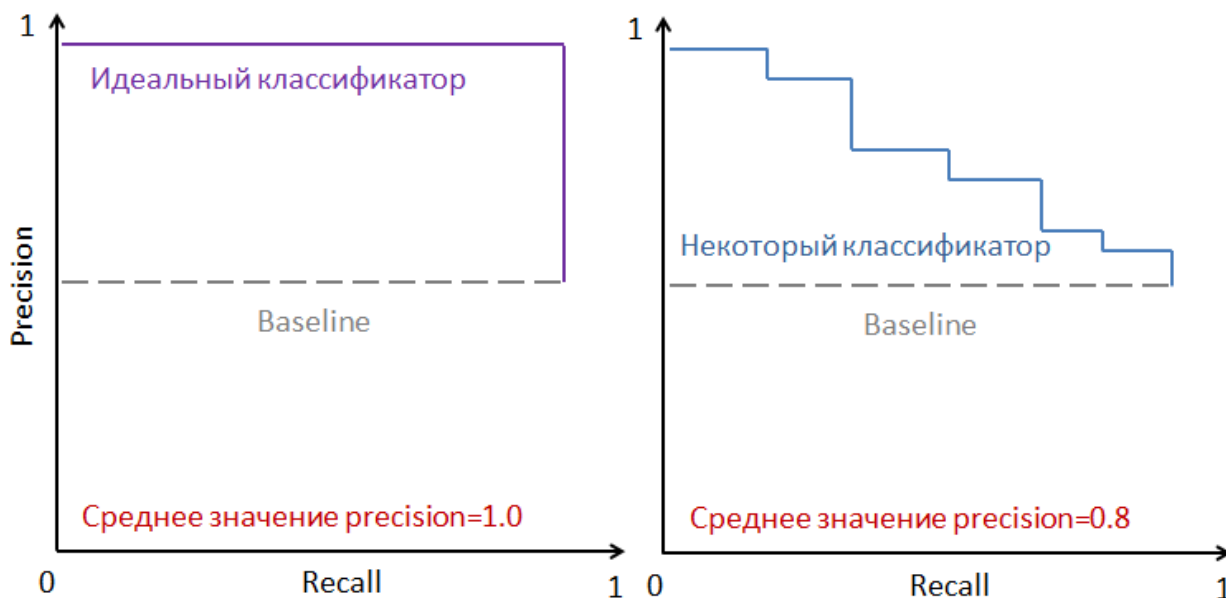 1
Идеальный классификатор
Precision
Baseline
Среднее значение precision=1.0
0
Recall
1
1
Некоторый классификатор
Baseline
Среднее значение precision=0.8
0
Recall
1